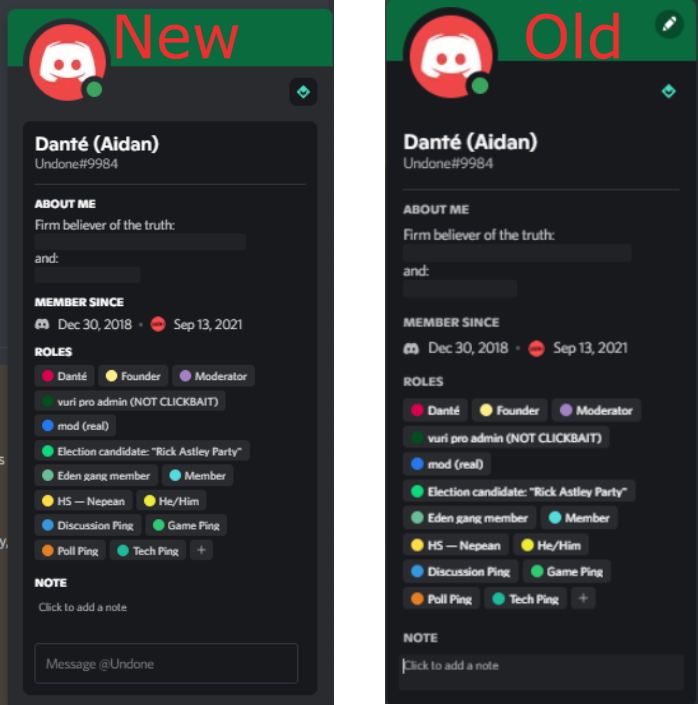 New
Danté (Aidan)
Undone#9984
ABOUT ME
Firm believer of the truth:
and:
MEMBER SINCE
Dec 30, 2018 • Sep 13, 2021
ROLES
Danté Founder Moderator
vuri pro admin (NOT CLICKBAIT)
mod (real)
Election candidate: "Rick Astley Party"
Eden gang member Member
HS — Nepean He/Him
Discussion Ping Game Ping
Poll Ping Tech Ping +
NOTE
Click to add a note
Message @Undone
Old
Danté (Aidan)
Undone#9984
ABOUT ME
Firm believer of the truth:
and:
MEMBER SINCE
Dec 30, 2018 • Sep 13, 2021
ROLES
Danté Founder Moderator
vuri pro admin (NOT CLICKBAIT)
mod (real)
Election candidate: "Rick Astley Party"
Eden gang member Member
HS — Nepean He/Him
Discussion Ping Game Ping
Poll Ping Tech Ping +
NOTE
Click to add a note